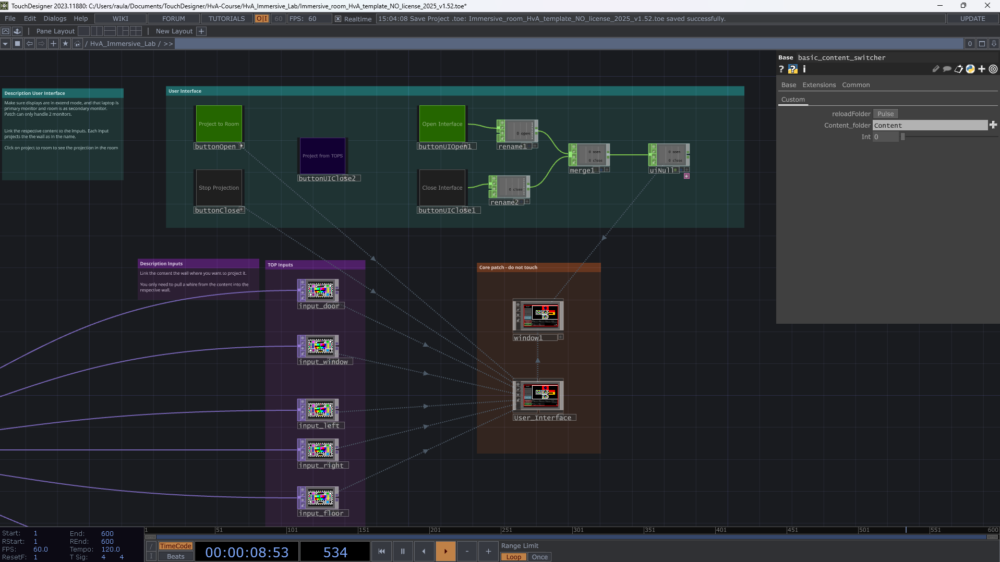 TouchDesigner 2023.11880: C:/Users/raula/Documents/TouchDesigner/HvA-Course/HvA_Immersive_Lab/Immersive_room_HvA_template_NO_license_2025_v1.52.toe*
File Edit Dialogs Help WIKI FORUM TUTORIALS O|I 60 FPS: 60 Realtime 15:04:08 Save Project .toe: Immersive_room_HvA_template_NO_license_2025_v1.52.toe saved successfully. UPDATE
Pane Layout New Layout +
/ HvA_Immersive_Lab / >> 0
Base basic_content_switcher
? ? i
Base Extensions Common
Custom
reloadFolder Pulse
Content_folder Content
Int 0
Description User Interface
Make sure displays are in extend mode, and that laptop is
primary monitor and room is as secondary monitor.
Patch can only handle 2 monitors.
Link the respective content to the imputs. Each input
projects the the wall as in the name.
Click on project to room to see the projection in the room
User Interface
Project to Room
buttonOpen
Project from TOPS
buttonUIClose2
Stop Projection
buttonClose
Open Interface
buttonUIOpen1
0 open
rename1
Close Interface
buttonUIClose1
0 close
rename2
0 open
0 close
merge1
0 open
0 close
uiNull
Description Inputs
Link the content the wall where you want to project it.
You only need to pull a whire from the content into the
respective wall.
TOP Inputs
input_door
input_window
input_left
input_right
input_floor
Core patch - do not touch
window1
User_Interface
1 51 101 151 201 251 301 351 401 451 501 551 600
Start: 1 End: 600
RStart: 1 REnd: 600
FPS: 60.0 Tempo: 120.0
ResetF: 1 T Sig: 4 4
/
I
TimeCode
Beats
00:00:08:53
534
- +
Range Limit
Loop Once